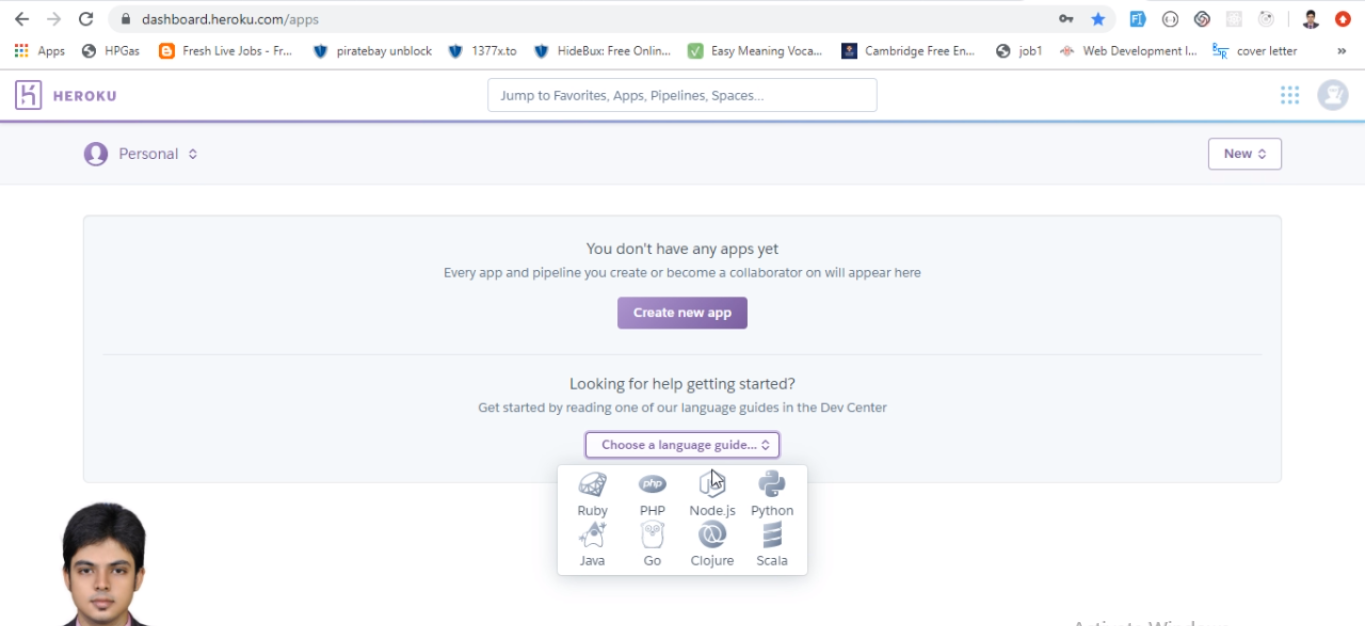 dashboard.heroku.com/apps
Apps HPGas Fresh Live Jobs - Fr... piratebay unblock 1377x.to HideBux: Free Onlin... Easy Meaning Voca... Cambridge Free En... job1 Web Development I... cover letter »
HEROKU
Jump to Favorites, Apps, Pipelines, Spaces...
Personal
New
You don't have any apps yet
Every app and pipeline you create or become a collaborator on will appear here
Create new app
Looking for help getting started?
Get started by reading one of our language guides in the Dev Center
Choose a language guide...
php
Ruby PHP Node.js Python
Java Go Clojure Scala
Activate Windows